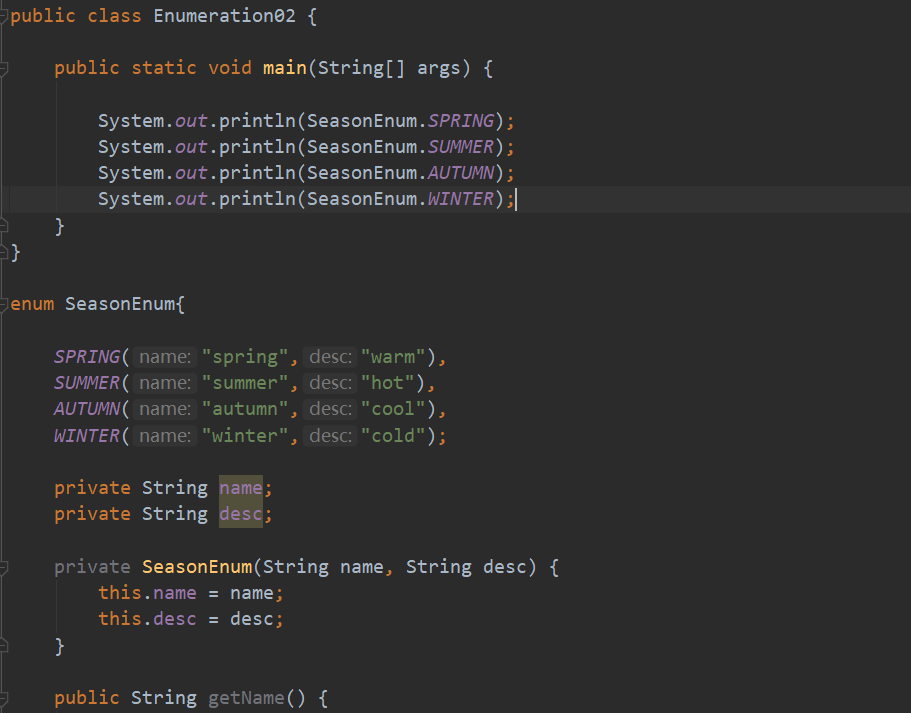 public class Enumeration02 {
public static void main(String[] args) {
System.out.println(SeasonEnum.SPRING);
System.out.println(SeasonEnum.SUMMER);
System.out.println(SeasonEnum.AUTUMN);
System.out.println(SeasonEnum.WINTER);
}
}
enum SeasonEnum{
SPRING( name: "spring", desc: "warm"),
SUMMER( name: "summer", desc: "hot"),
AUTUMN( name: "autumn", desc: "cool"),
WINTER( name: "winter", desc: "cold");
private String name;
private String desc;
private SeasonEnum(String name, String desc) {
this.name = name;
this.desc = desc;
}
public String getName() {